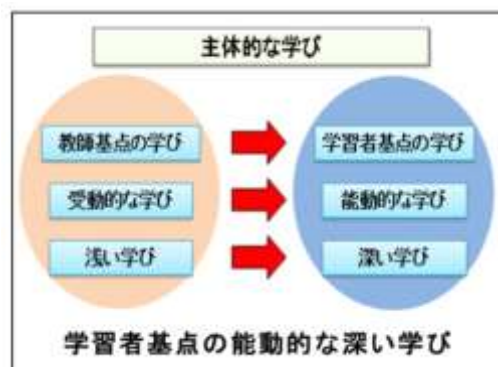 主体的な学び
教師基点の学び
学習者基点の学び
受動的な学び
能動的な学び
浅い学び
深い学び
学習者基点の能動的な深い学び